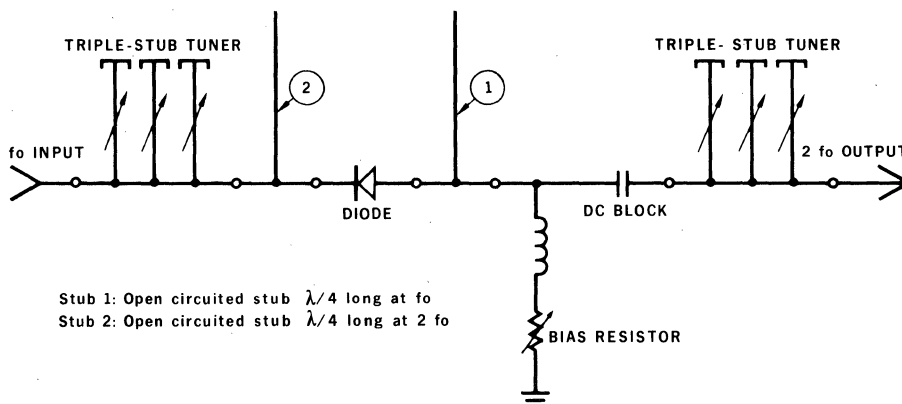 TRIPLE-STUB TUNER
TRIPLE- STUB TUNER
2
1
fo INPUT
2 fo OUTPUT
DIODE
DC BLOCK
Stub 1: Open circuited stub λ/4 long at fo
Stub 2: Open circuited stub λ/4 long at 2 fo
BIAS RESISTOR